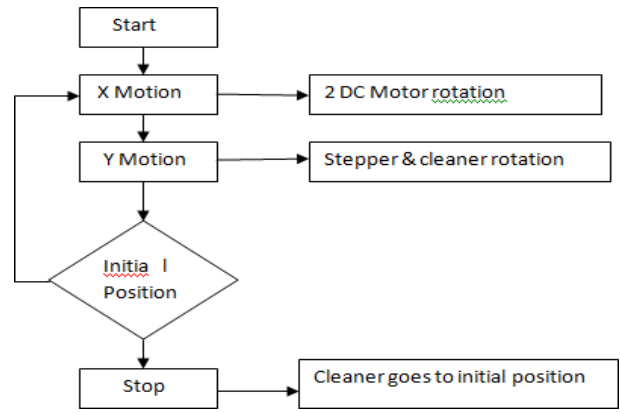 Start
X Motion
2 DC Motor rotation
Y Motion
Stepper & cleaner rotation
Initia l
Position
Stop
Cleaner goes to initial position